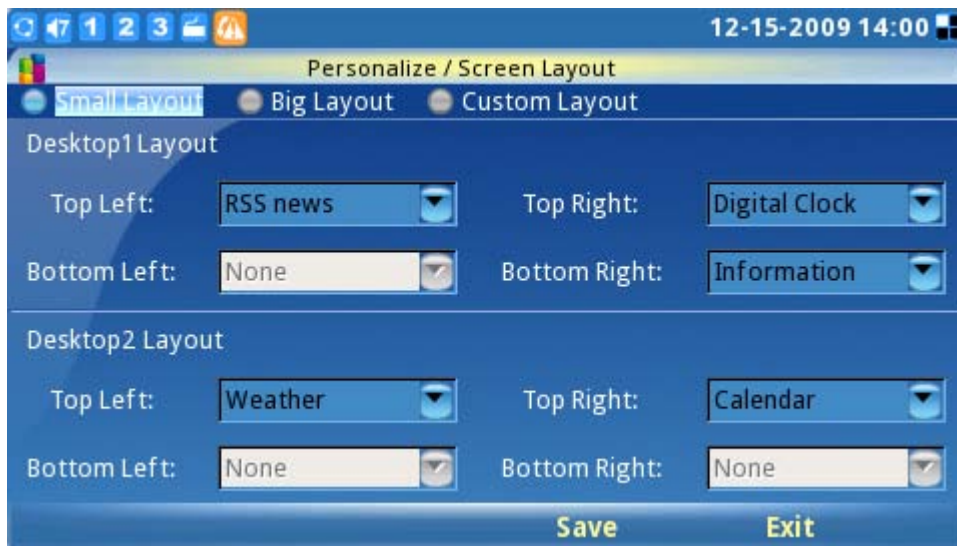 7 1 2 3 12-15-2009 14:00
Personalize / Screen Layout
Small Layout Big Layout Custom Layout
Desktop1 Layout
Top Left: RSS news Top Right: Digital Clock
Bottom Left: None Bottom Right: Information
Desktop2 Layout
Top Left: Weather Top Right: Calendar
Bottom Left: None Bottom Right: None
Save Exit